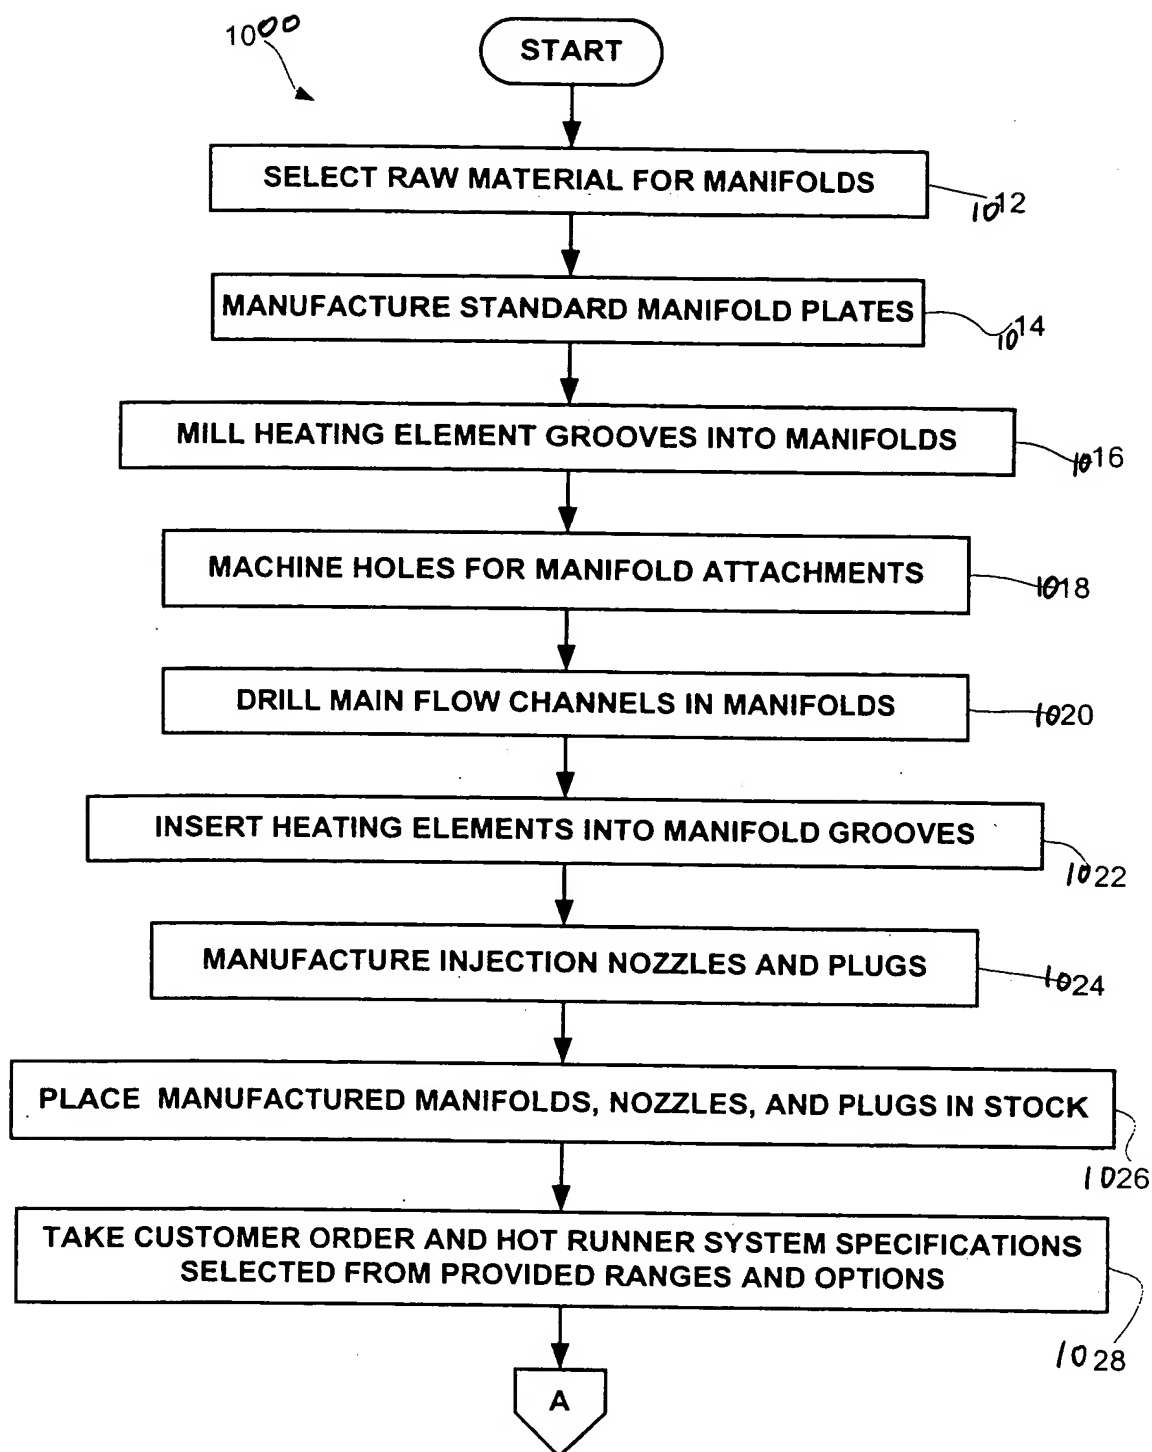 1000
START
SELECT RAW MATERIAL FOR MANIFOLDS
1012
MANUFACTURE STANDARD MANIFOLD PLATES
1014
MILL HEATING ELEMENT GROOVES INTO MANIFOLDS
1016
MACHINE HOLES FOR MANIFOLD ATTACHMENTS
1018
DRILL MAIN FLOW CHANNELS IN MANIFOLDS
1020
INSERT HEATING ELEMENTS INTO MANIFOLD GROOVES
1022
MANUFACTURE INJECTION NOZZLES AND PLUGS
1024
PLACE MANUFACTURED MANIFOLDS, NOZZLES, AND PLUGS IN STOCK
1026
TAKE CUSTOMER ORDER AND HOT RUNNER SYSTEM SPECIFICATIONS
SELECTED FROM PROVIDED RANGES AND OPTIONS
1028
A